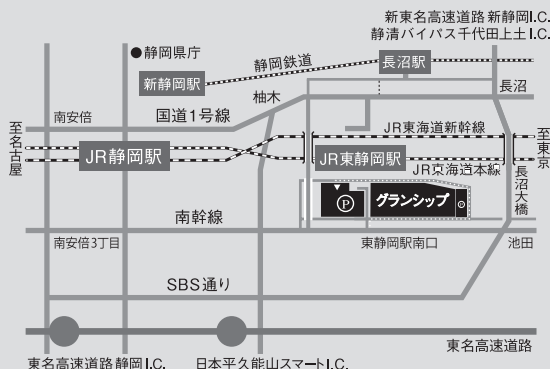 新東名高速道路 新静岡I.C.
静清バイパス千代田上土I.C.
●静岡県庁
静岡鉄道
長沼駅
新静岡駅
柚木
長沼
南安倍
国道1号線
JR東海道新幹線
至名古屋
JR静岡駅
JR東静岡駅
至東京
JR東海道本線
長沼大橋
P
グランシップ
P
南幹線
南安倍3丁目
東静岡駅南口
池田
SBS通り
東名高速道路
東名高速道路静岡I.C.
日本平久能山スマートI.C.